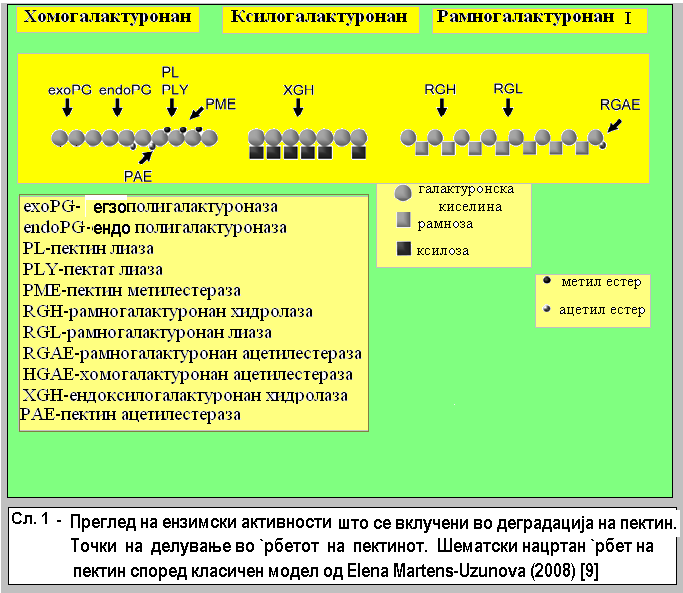 Хомогалактуронан Ксилогалактуронан Рамногалактуронан I
PL
exoPG endoPG PLY PME XGH RGH RGL RGAE
PAE
галактуронска
киселина
рамноза
ксилоза
метил естер
ацетил естер
exoPG- егзополигалактуроназа
endoPG-ендо полигалактуроназа
PL-пектин лиаза
PLY-пектат лиаза
PME-пектин метилестераза
RGH-рамногалактуронан хидролаза
RGL-рамногалактуронан лиаза
RGAE-рамногалактуронан ацетилестераза
HGAE-хомогалактуронан ацетилестераза
XGH-ендоксилогалактуронан хидролаза
PAE-пектин ацетилестераза
Сл. 1 - Преглед на ензимски активности што се вклучени во деградација на пектин.
Точки на делување во `рбетот на пектинот. Шематски нацртан `рбет на
пектин според класичен модел од Elena Martens-Uzunova (2008) [9]